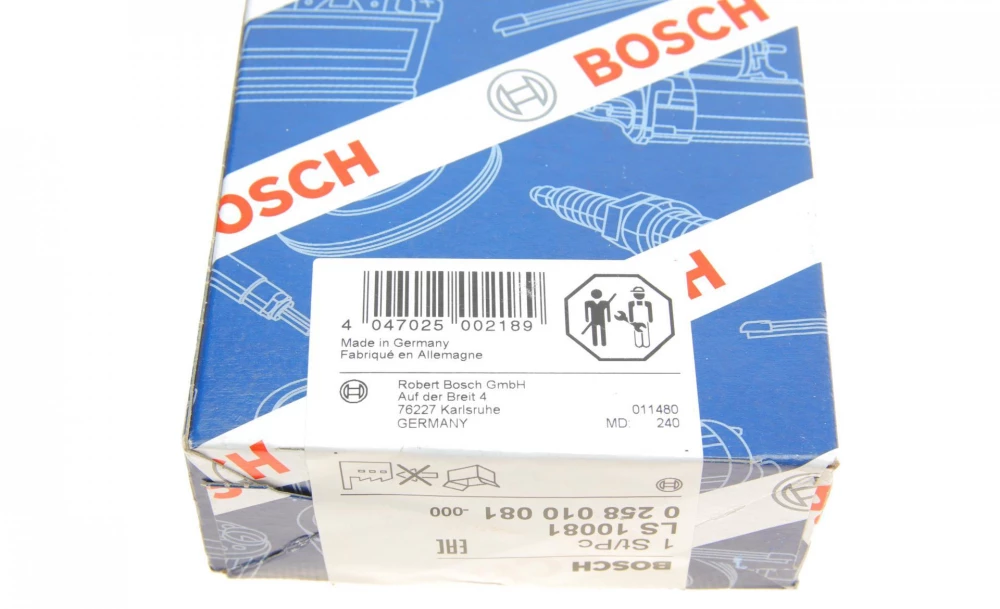 BOSCH
BOSCH
H
4 047025 002189
Made in Germany
Fabriqué en Allemagne
Robert Bosch GmbH
Auf der Breit 4
76227 Karlsruhe
GERMANY
011480
MD: 240
H
0 258 010 081 -000
LS 10081
1 St/Pc
EAC
BOSCH